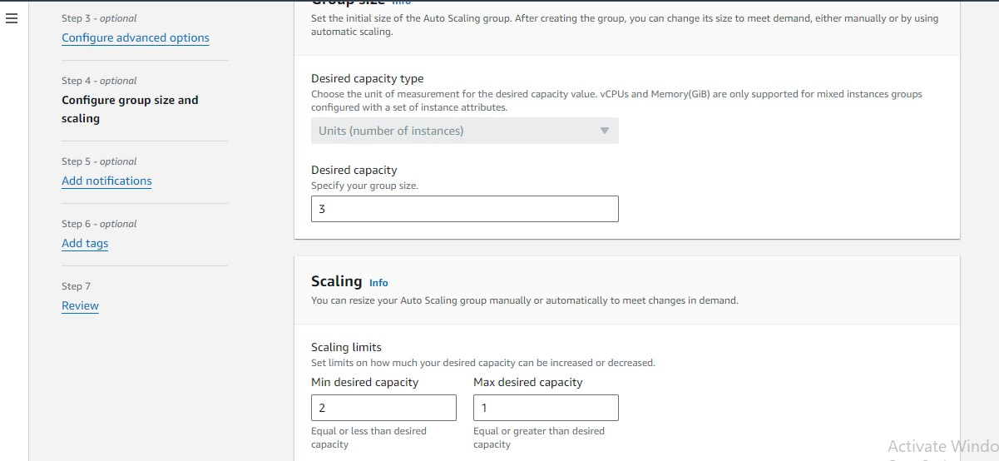 Step 3 - optional
Configure advanced options
Step 4 - optional
Configure group size and
scaling
Step 5 - optional
Add notifications
Step 6 - optional
Add tags
Step 7
Review
Group size Info
Set the initial size of the Auto Scaling group. After creating the group, you can change its size to meet demand, either manually or by using
automatic scaling.
Desired capacity type
Choose the unit of measurement for the desired capacity value. vCPUs and Memory(GiB) are only supported for mixed instances groups
configured with a set of instance attributes.
Units (number of instances)
Desired capacity
Specify your group size.
3
Scaling Info
You can resize your Auto Scaling group manually or automatically to meet changes in demand.
Scaling limits
Set limits on how much your desired capacity can be increased or decreased.
Min desired capacity
Max desired capacity
2
1
Equal or less than desired
capacity
Equal or greater than desired
capacity
Activate Windo